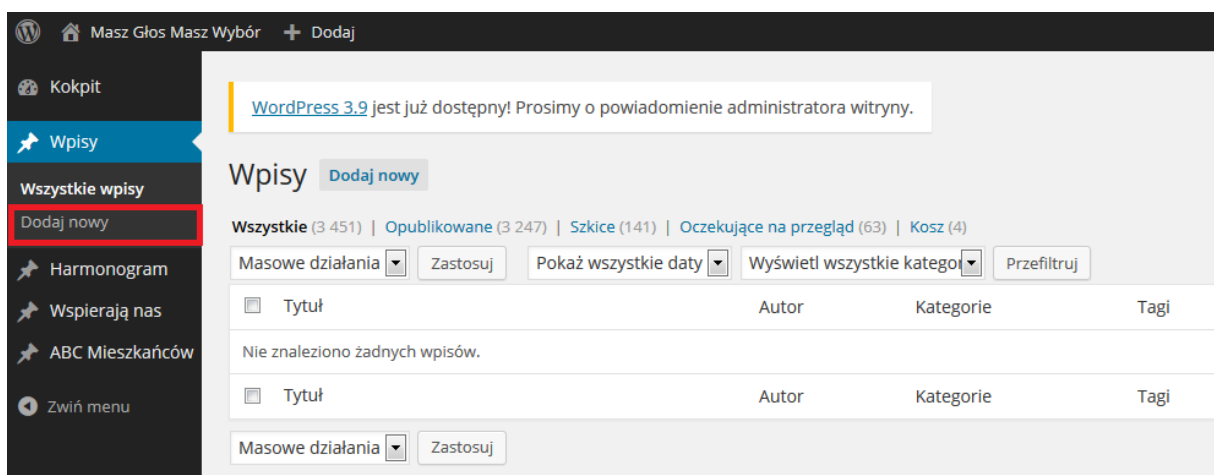 Masz Głos Masz Wybór + Dodaj
Kokpit
WordPress 3.9 jest już dostępny! Prosimy o powiadomienie administratora witryny.
Wpisy
Wszystkie wpisy
Dodaj nowy
Harmonogram
Wspierają nas
ABC Mieszkańców
Zwiń menu
Wpisy Dodaj nowy
Wszystkie (3 451) | Opublikowane (3 247) | Szkice (141) | Oczekujące na przegląd (63) | Kosz (4)
Masowe działania Zastosuj Pokaż wszystkie daty Wyświetl wszystkie kategor Przefiltruj
Tytuł Autor Kategorie Tagi
Nie znaleziono żadnych wpisów.
Tytuł Autor Kategorie Tagi
Masowe działania Zastosuj